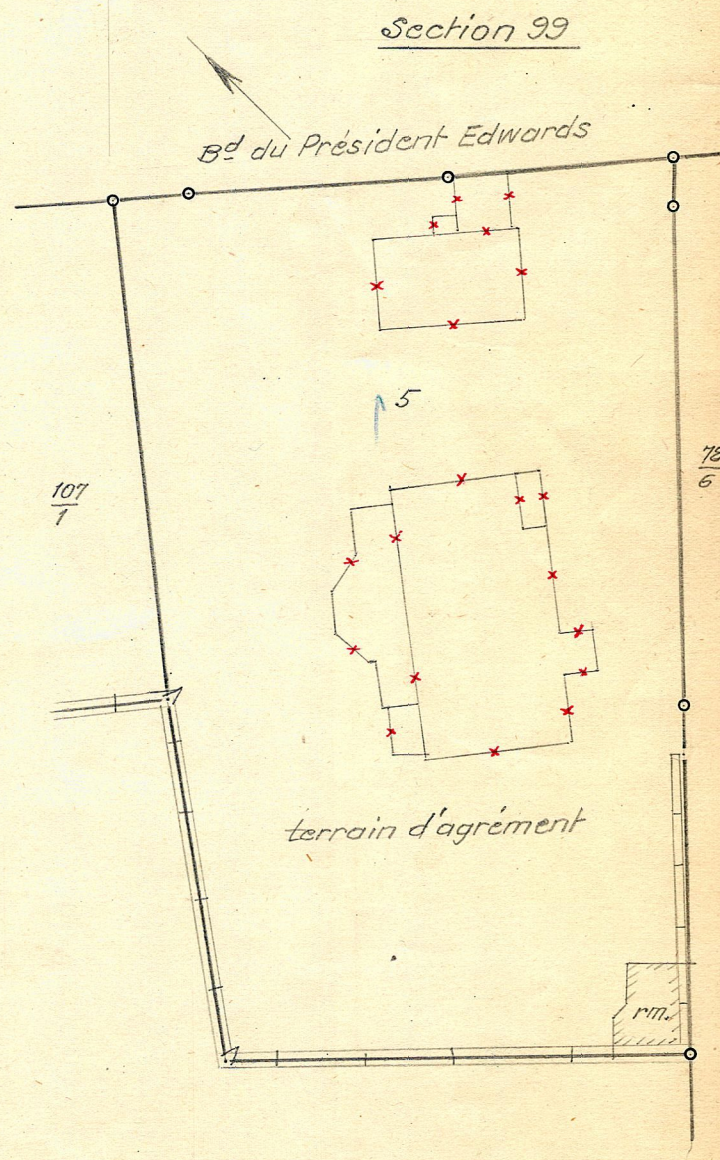 Section 99
Bd du Président Edwards
5
107
1
78
6
terrain d'agrément
rm.